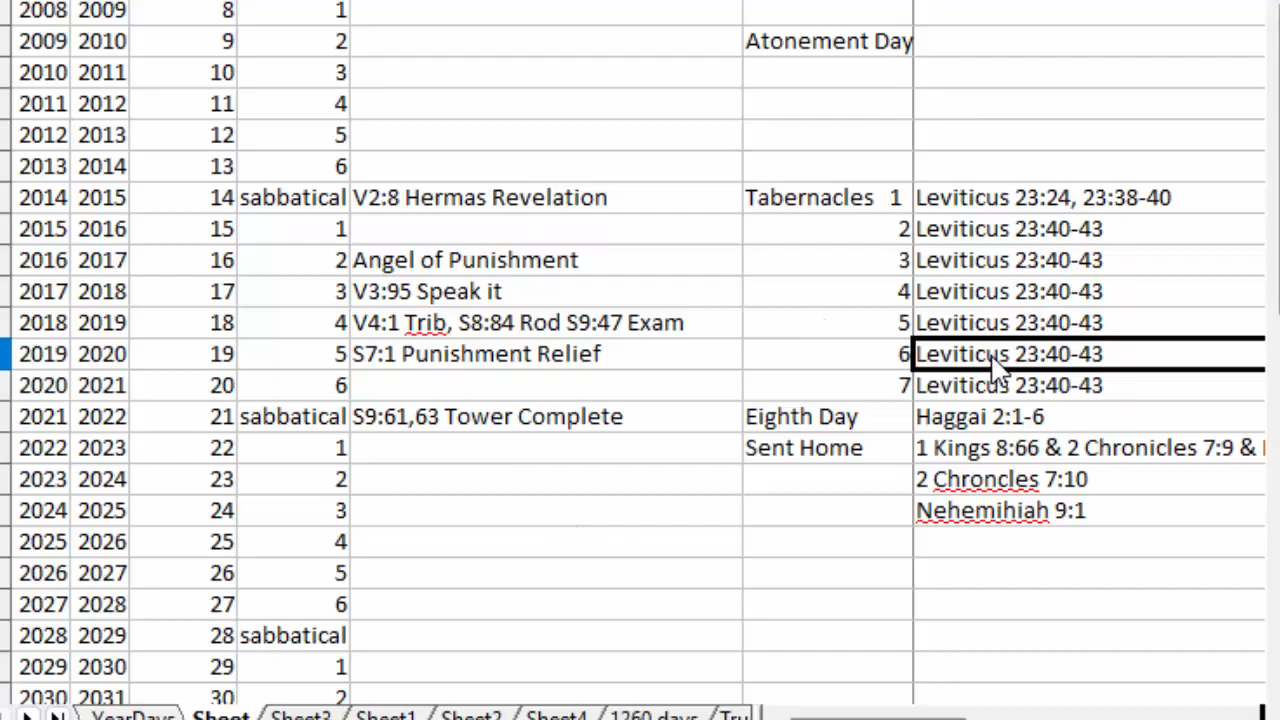 2008 2009 8 1
2009 2010 9 2 Atonement Day
2010 2011 10 3
2011 2012 11 4
2012 2013 12 5
2013 2014 13 6
2014 2015 14 sabbatical V2:8 Hermas Revelation Tabernacles 1 Leviticus 23:24, 23:38-40
2015 2016 15 1 2 Leviticus 23:40-43
2016 2017 16 2 Angel of Punishment 3 Leviticus 23:40-43
2017 2018 17 3 V3:95 Speak it 4 Leviticus 23:40-43
2018 2019 18 4 V4:1 Trib, S8:84 Rod S9:47 Exam 5 Leviticus 23:40-43
2019 2020 19 5 S7:1 Punishment Relief 6 Leviticus 23:40-43
2020 2021 20 6 7 Leviticus 23:40-43
2021 2022 21 sabbatical S9:61,63 Tower Complete Eighth Day Haggai 2:1-6
2022 2023 22 1 Sent Home 1 Kings 8:66 & 2 Chronicles 7:9 &
2023 2024 23 2 2 Chroncles 7:10
2024 2025 24 3 Nehemihiah 9:1
2025 2026 25 4
2026 2027 26 5
2027 2028 27 6
2028 2029 28 sabbatical
2029 2030 29 1
2030 2031 30 2
YearDays Sheet Sheet3 Sheet1 Sheet2 Sheet4 1260 days Tru